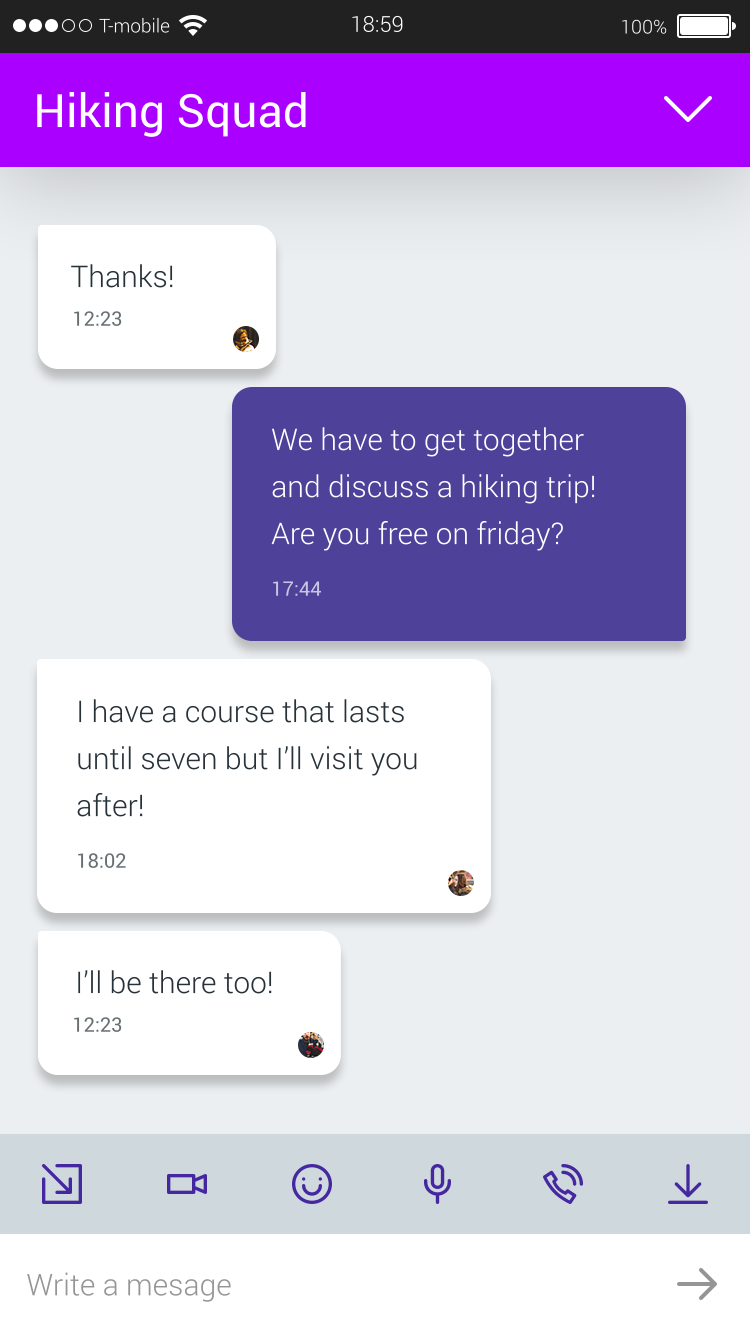 T-mobile 18:59 100%
Hiking Squad
Thanks!
12:23
We have to get together
and discuss a hiking trip!
Are you free on friday?
17:44
I have a course that lasts
until seven but I’ll visit you
after!
18:02
I’ll be there too!
12:23
Write a mesage